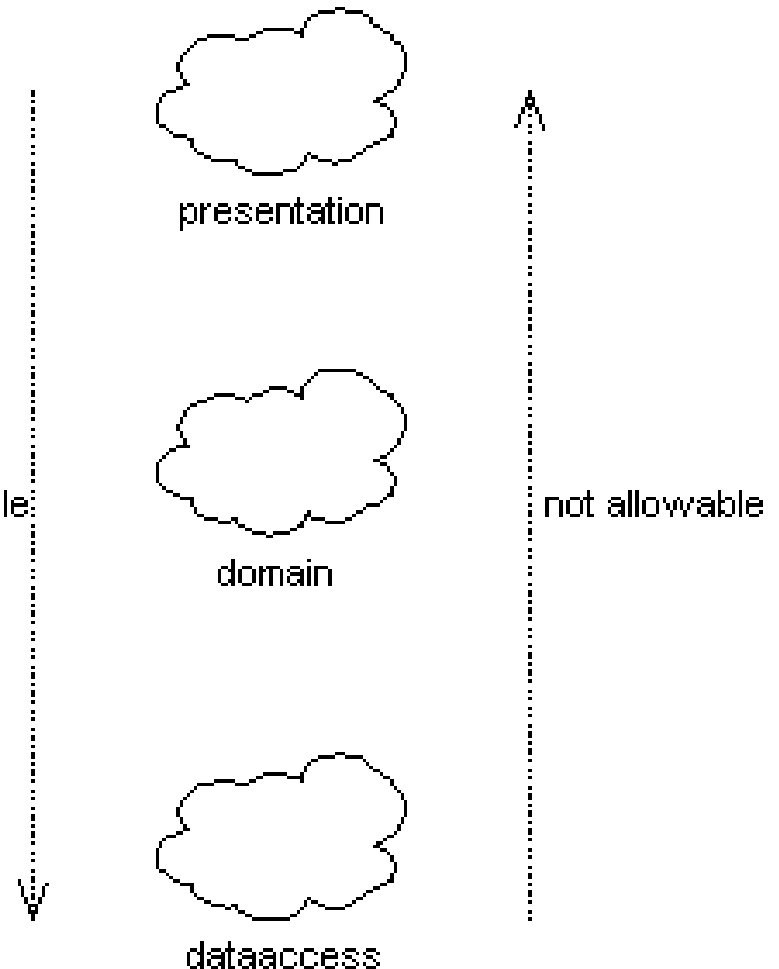 presentation
le
not allowable
domain
dataaccess